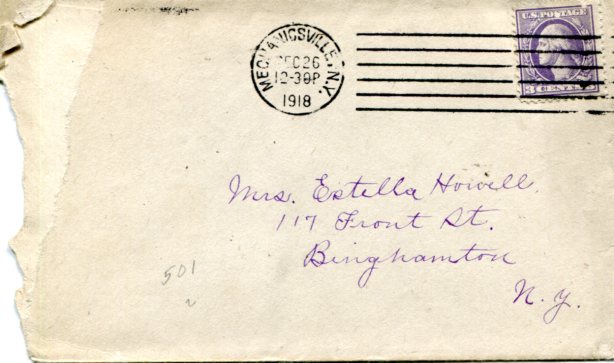 MECHANICSVILLE, N.Y.
DEC 26
12-30P
1918
U.S. POSTAGE
3 CENTS 3
Mrs. Estella Howell.
117 Front St.
Binghamton
N.Y.
501